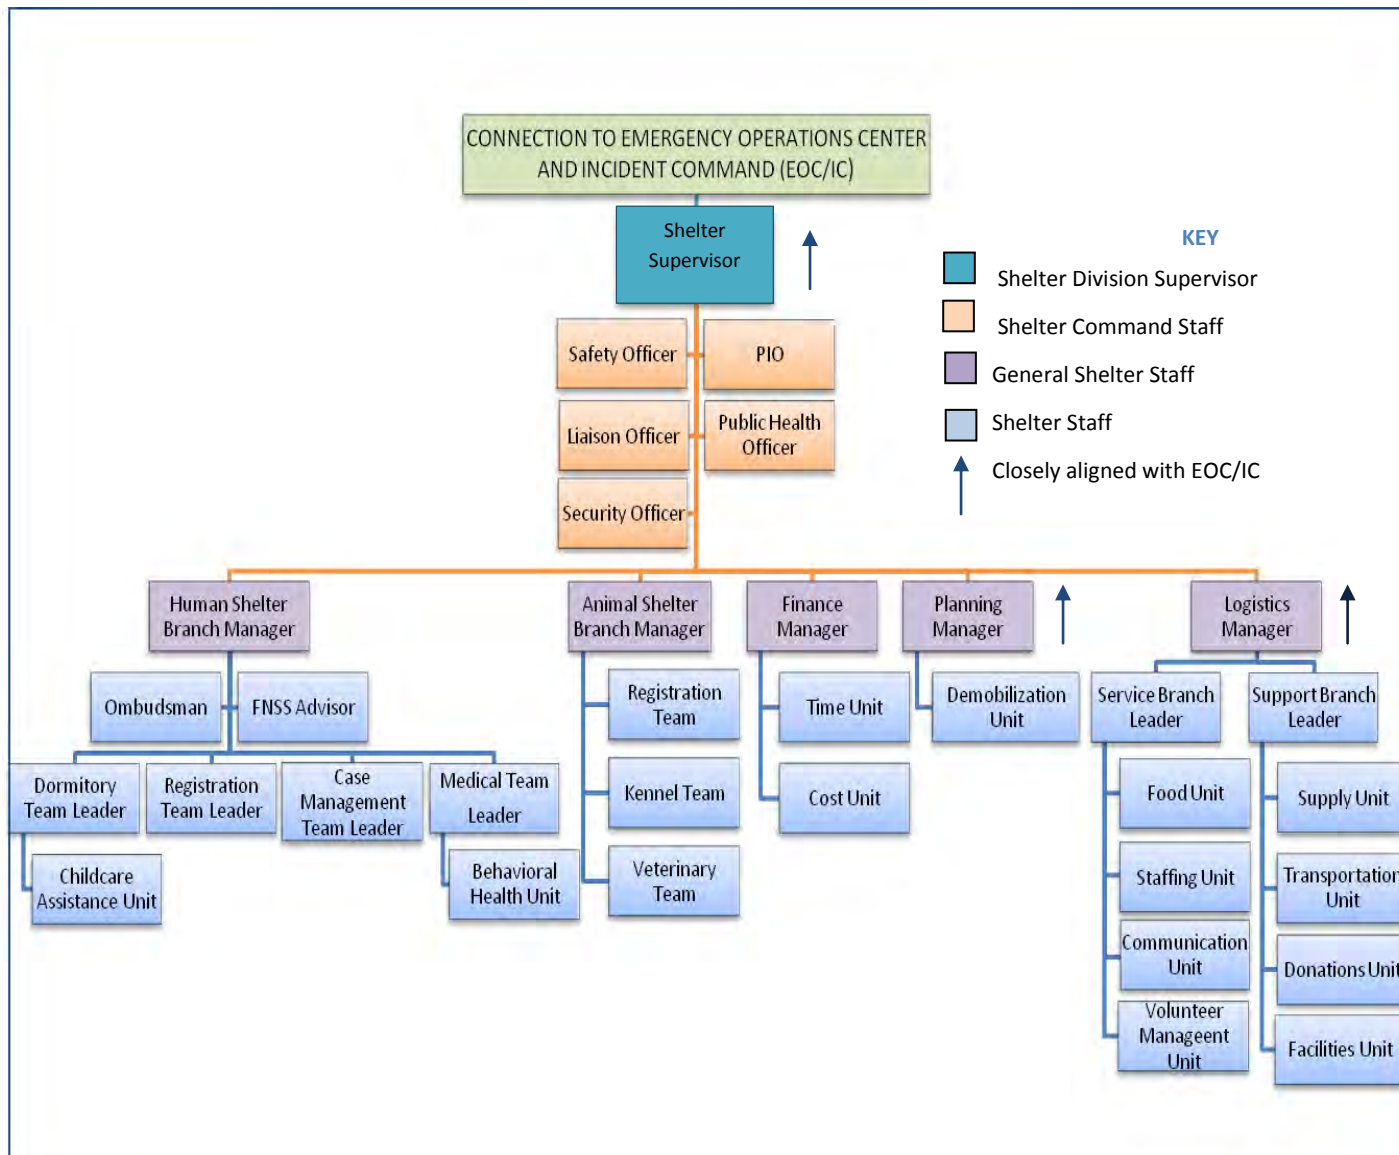 CONNECTION TO EMERGENCY OPERATIONS CENTER
AND INCIDENT COMMAND (EOC/IC)
Shelter
Supervisor
KEY
Shelter Division Supervisor
Shelter Command Staff
General Shelter Staff
Shelter Staff
Closely aligned with EOC/IC
Safety Officer
PIO
Liaison Officer
Public Health
Officer
Security Officer
Human Shelter
Branch Manager
Animal Shelter
Branch Manager
Finance
Manager
Planning
Manager
Logistics
Manager
Ombudsman
FNSS Advisor
Dormitory
Team Leader
Registration
Team Leader
Case
Management
Team Leader
Medical Team
Leader
Childcare
Assistance Unit
Behavioral
Health Unit
Registration
Team
Kennel Team
Veterinary
Team
Time Unit
Cost Unit
Demobilization
Unit
Service Branch
Leader
Support Branch
Leader
Food Unit
Staffing Unit
Communication
Unit
Volunteer
Manageent
Unit
Supply Unit
Transportation
Unit
Donations Unit
Facilities Unit